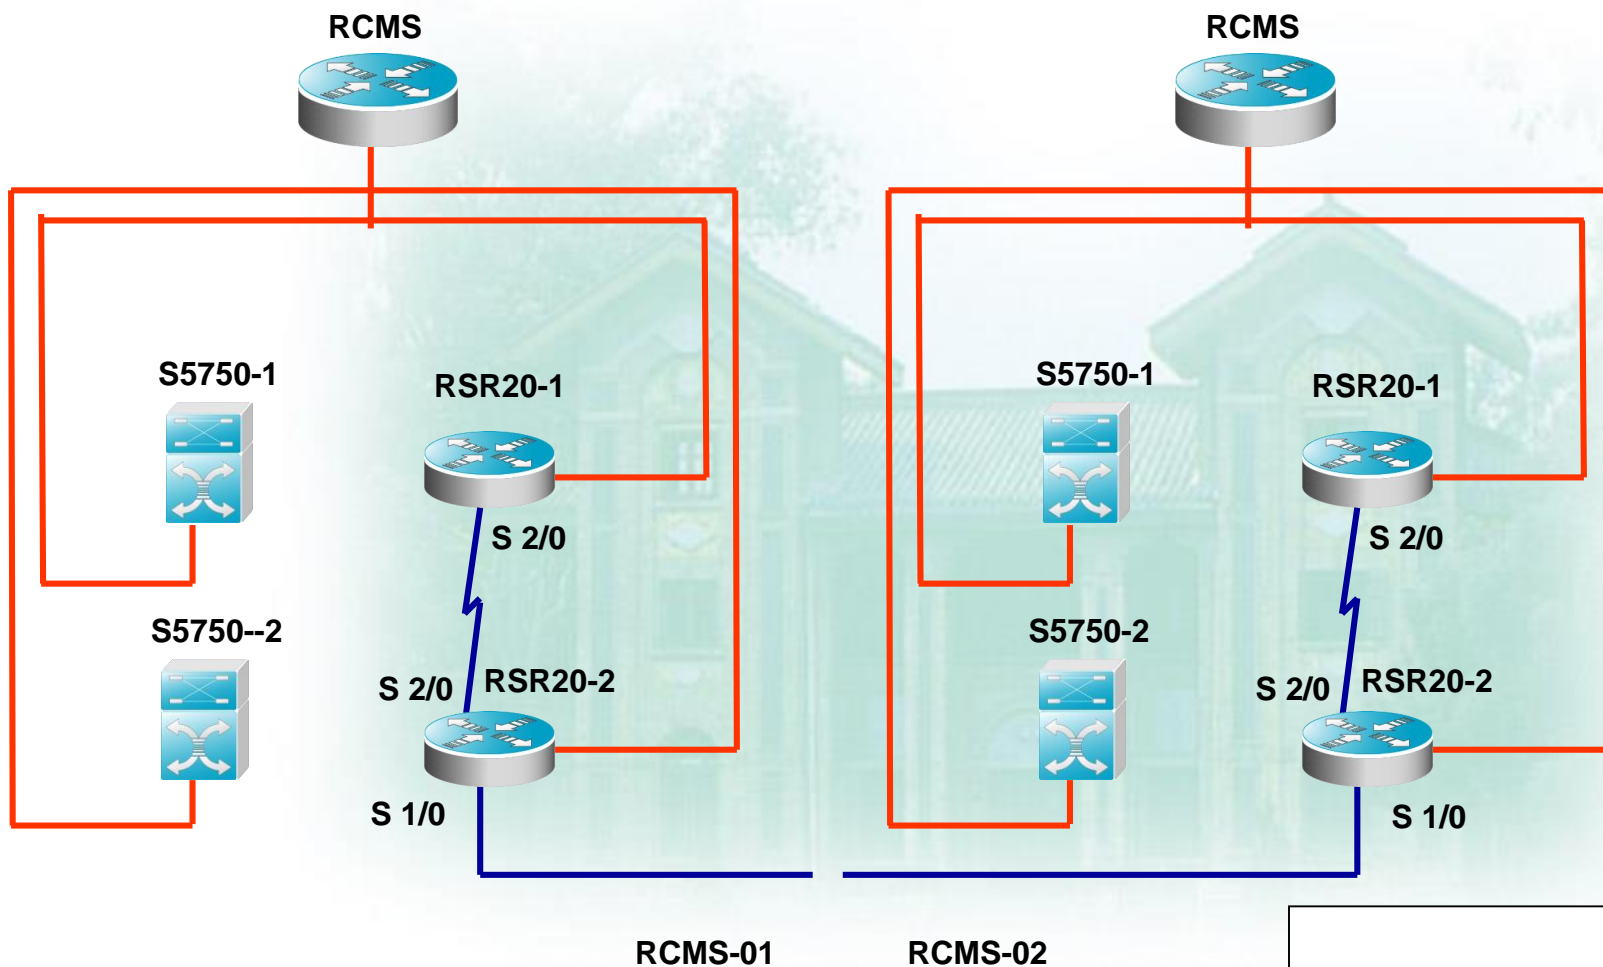 RCMS
RCMS
S5750-1
RSR20-1
S5750-1
RSR20-1
S 2/0
S 2/0
S5750--2
S5750-2
S 2/0
RSR20-2
S 2/0
RSR20-2
S 1/0
S 1/0
RCMS-01
RCMS-02